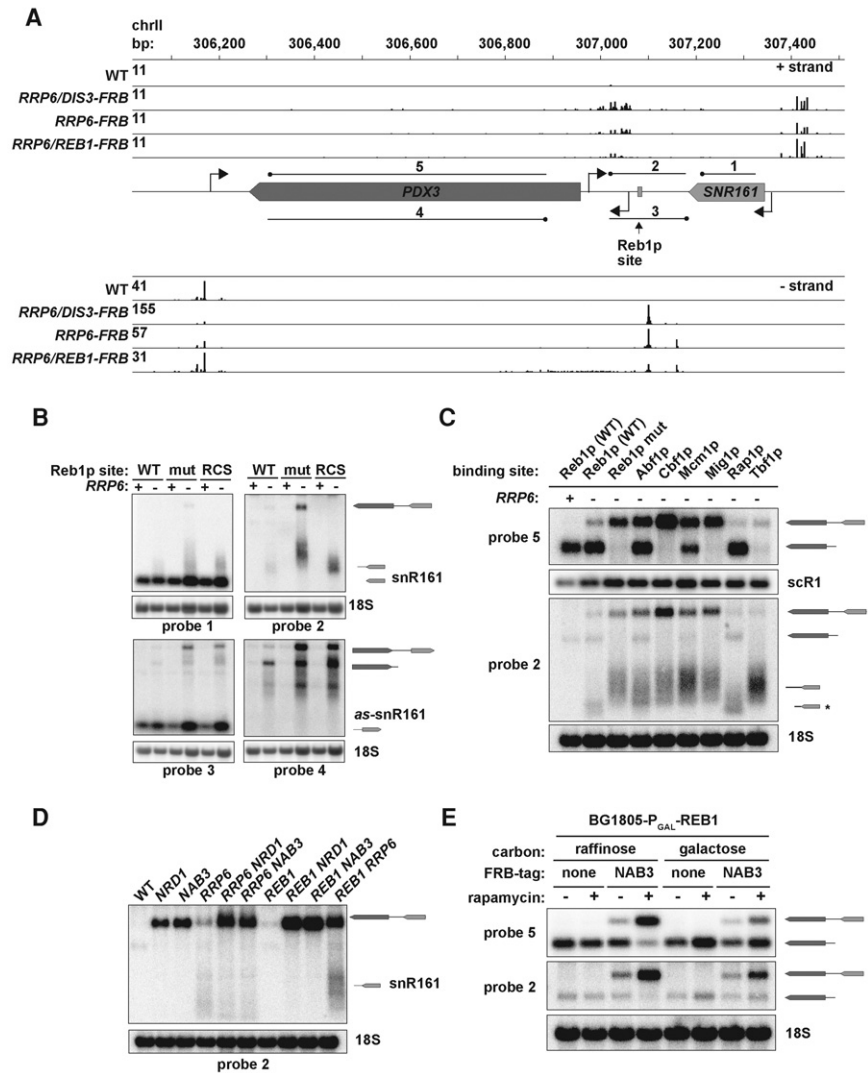 A
chrII
bp:
306,200 306,400 306,600 306,800 307,000 307,200 307,400
WT 11 + strand
RRP6/DIS3-FRB 11
RRP6-FRB 11
RRP6/REB1-FRB 11
5 2 1
PDX3 SNR161
4 3
Reb1p
site
WT 41 - strand
RRP6/DIS3-FRB 155
RRP6-FRB 57
RRP6/REB1-FRB 31
B
Reb1p site: WT mut RCS WT mut RCS
RRP6: + - + - + - + - + - + -
snR161
18S
probe 1 probe 2
as-snR161
18S
probe 3 probe 4
C
binding site: Reb1p (WT) Reb1p (WT) Reb1p mut Abf1p Cbf1p Mcm1p Mig1p Rap1p Tbf1p
RRP6: + - - - - - - - -
probe 5
scR1
probe 2
*
18S
D
WT NRD1 NAB3 RRP6 RRP6 NRD1 RRP6 NAB3 REB1 REB1 NRD1 REB1 NAB3 REB1 RRP6
snR161
18S
probe 2
E
BG1805-PGAL-REB1
carbon: raffinose galactose
FRB-tag: none NAB3 none NAB3
rapamycin: - + - + - + - +
probe 5
probe 2
18S